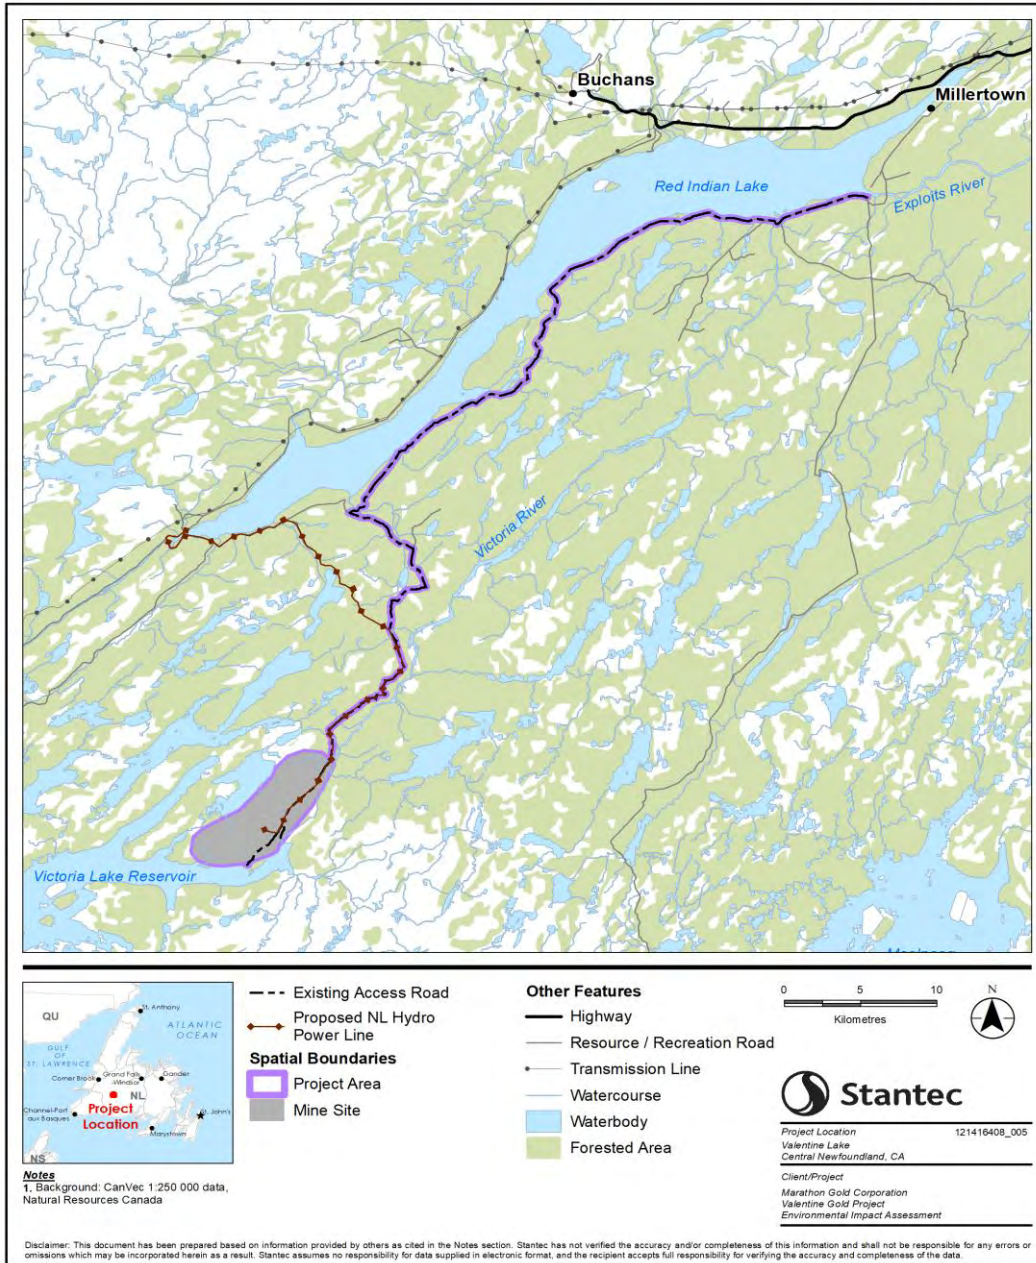 Buchans
Millertown
Red Indian Lake
Exploits River
Victoria River
Victoria Lake Reservoir
QU
St. Anthony
ATLANTIC
OCEAN
GULF
OF
ST. LAWRENCE
Corner Brook
Grand Falls
-Windsor
Gander
NL
Project
Location
Channel-Port
aux Basques
St. John's
Marystown
NS
Notes
1. Background: CanVec 1:250 000 data,
Natural Resources Canada
Existing Access Road
Proposed NL Hydro
Power Line
Spatial Boundaries
Project Area
Mine Site
Other Features
Highway
Resource / Recreation Road
Transmission Line
Watercourse
Waterbody
Forested Area
0 5 10
Kilometres
N
Stantec
Project Location 121416408_005
Valentine Lake
Central Newfoundland, CA
Client/Project
Marathon Gold Corporation
Valentine Gold Project
Environmental Impact Assessment
Disclaimer: This document has been prepared based on information provided by others as cited in the Notes section. Stantec has not verified the accuracy and/or completeness of this information and shall not be responsible for any errors or
omissions which may be incorporated herein as a result. Stantec assumes no responsibility for data supplied in electronic format, and the recipient accepts full responsibility for verifying the accuracy and completeness of the data.